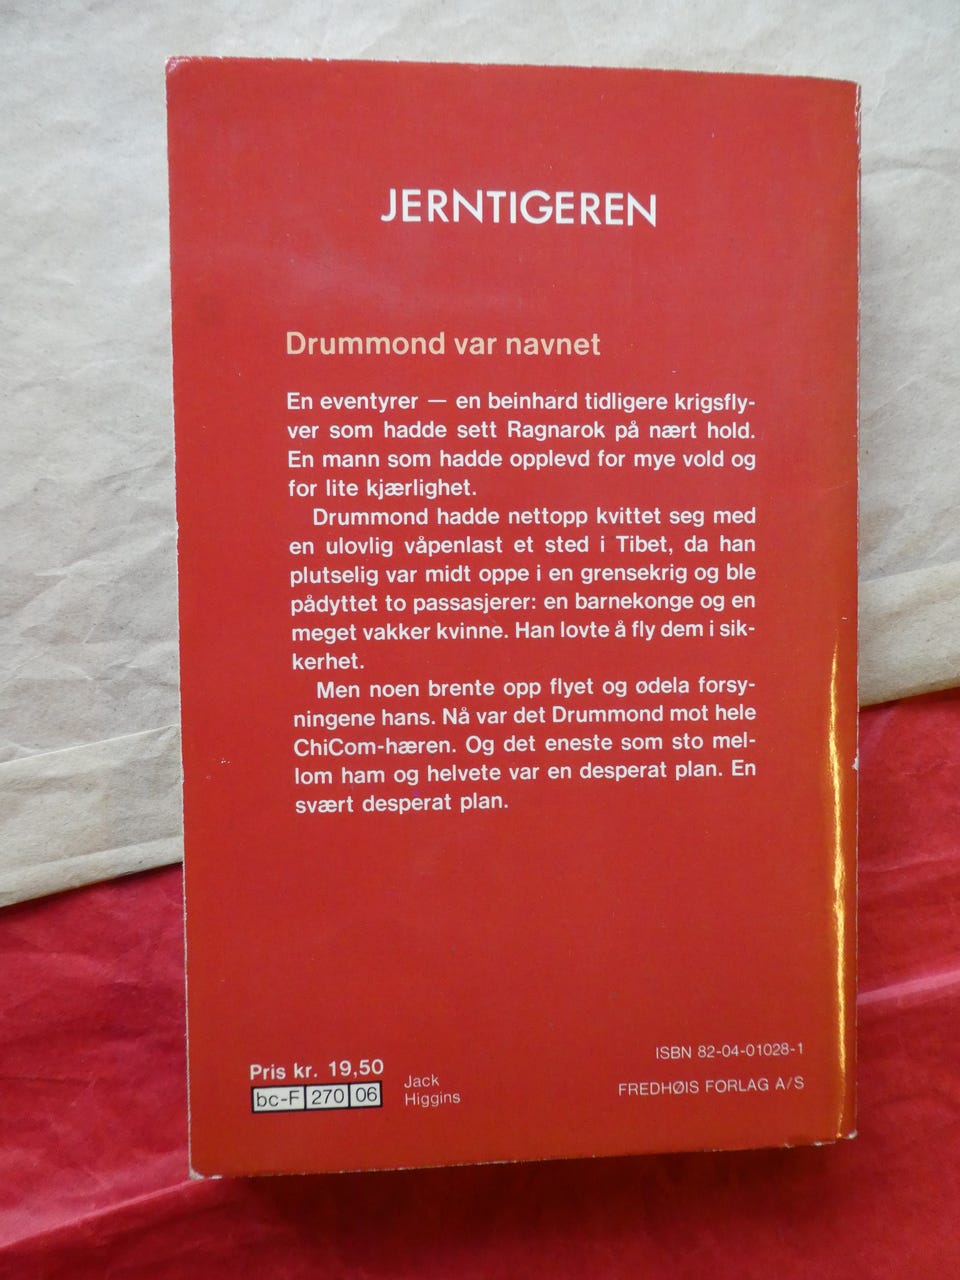 JERNTIGEREN
Drummond var navnet
En eventyrer — en beinhard tidligere krigsfly-
ver som hadde sett Ragnarok på nært hold.
En mann som hadde opplevd for mye vold og
for lite kjærlighet.
Drummond hadde nettopp kvittet seg med
en ulovlig våpenlast et sted i Tibet, da han
plutselig var midt oppe i en grensekrig og ble
pådyttet to passasjerer: en barnekonge og en
meget vakker kvinne. Han lovte å fly dem i sik-
kerhet.
Men noen brente opp flyet og ødela forsy-
ningene hans. Nå var det Drummond mot hele
ChiCom-hæren. Og det eneste som sto mel-
lom ham og helvete var en desperat plan. En
svært desperat plan.
Pris kr. 19,50
bc-F 270 06
Jack
Higgins
ISBN 82-04-01028-1
FREDHØIS FORLAG A/S